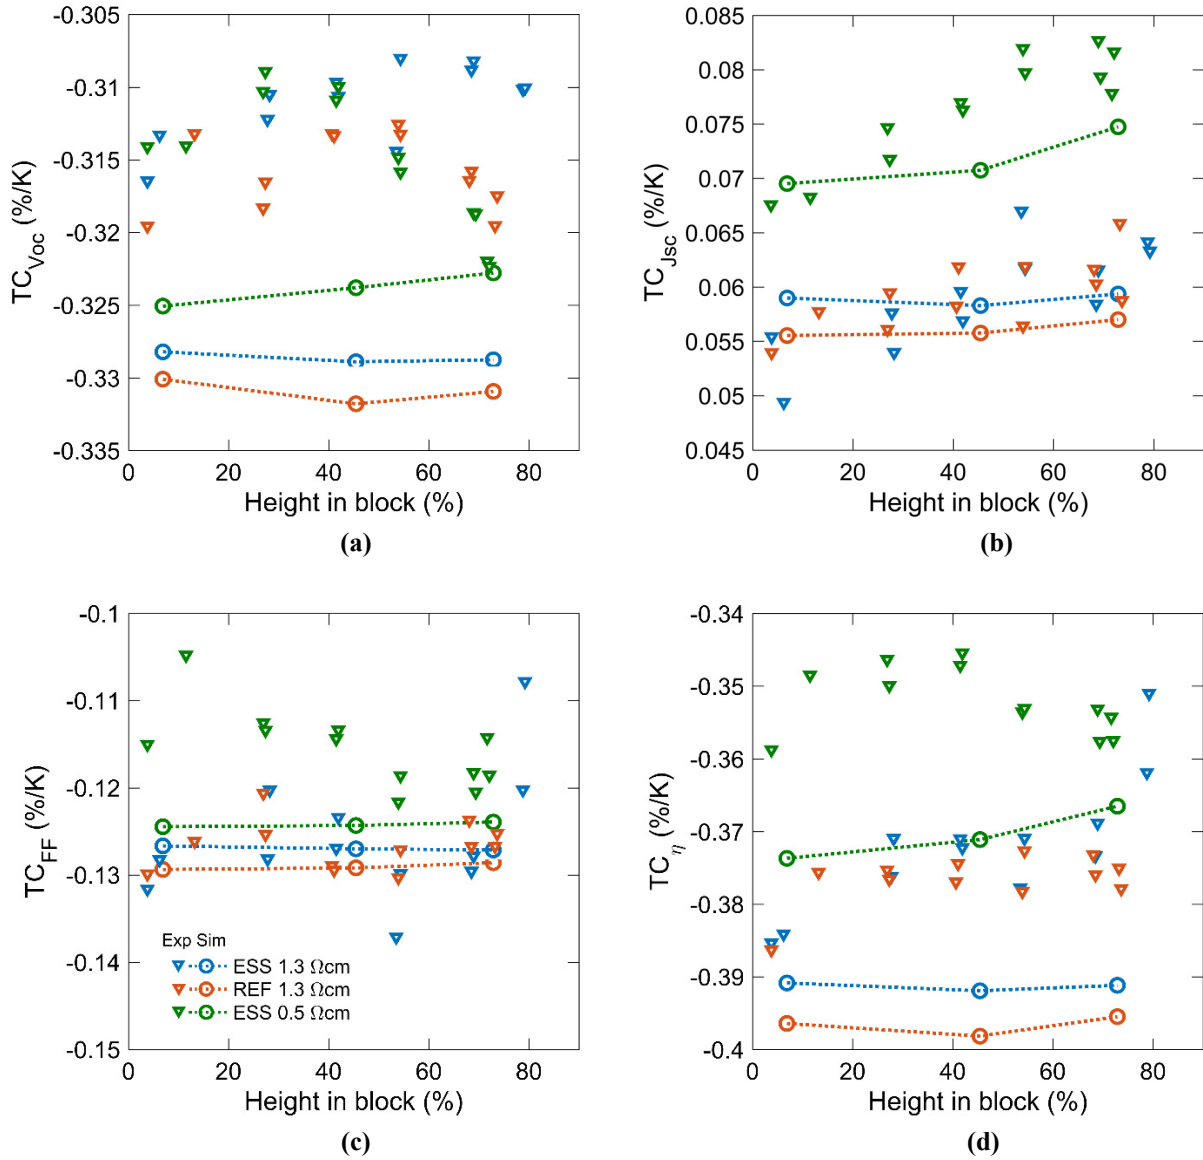 -0.305
-0.31
-0.315
-0.32
-0.325
-0.33
-0.335
TC_Voc (%/K)
0 20 40 60 80
Height in block (%)
(a)
0.085
0.08
0.075
0.07
0.065
0.06
0.055
0.05
0.045
TC_Jsc (%/K)
0 20 40 60 80
Height in block (%)
(b)
-0.1
-0.11
-0.12
-0.13
-0.14
-0.15
TC_FF (%/K)
Exp Sim
ESS 1.3 Ωcm
REF 1.3 Ωcm
ESS 0.5 Ωcm
0 20 40 60 80
Height in block (%)
(c)
-0.34
-0.35
-0.36
-0.37
-0.38
-0.39
-0.4
TC_η (%/K)
0 20 40 60 80
Height in block (%)
(d)